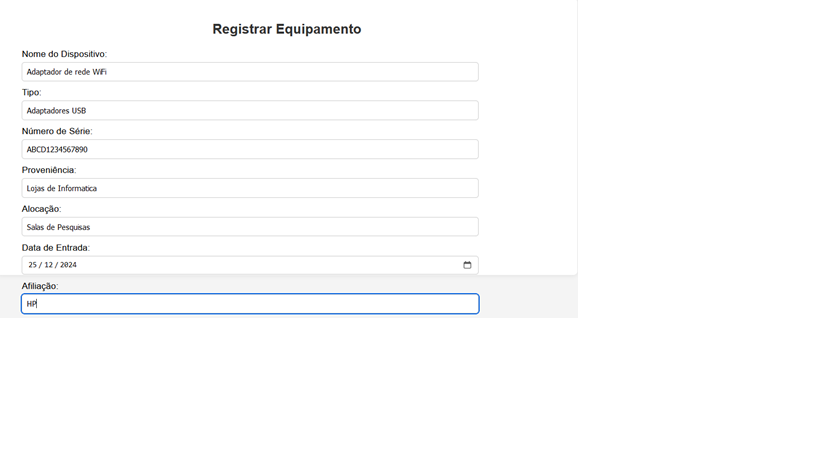 Registrar Equipamento
Nome do Dispositivo:
Adaptador de rede WiFi
Tipo:
Adaptadores USB
Número de Série:
ABCD1234567890
Proveniência:
Lojas de Informatica
Alocação:
Salas de Pesquisas
Data de Entrada:
25 / 12 / 2024
Afiliação:
HP